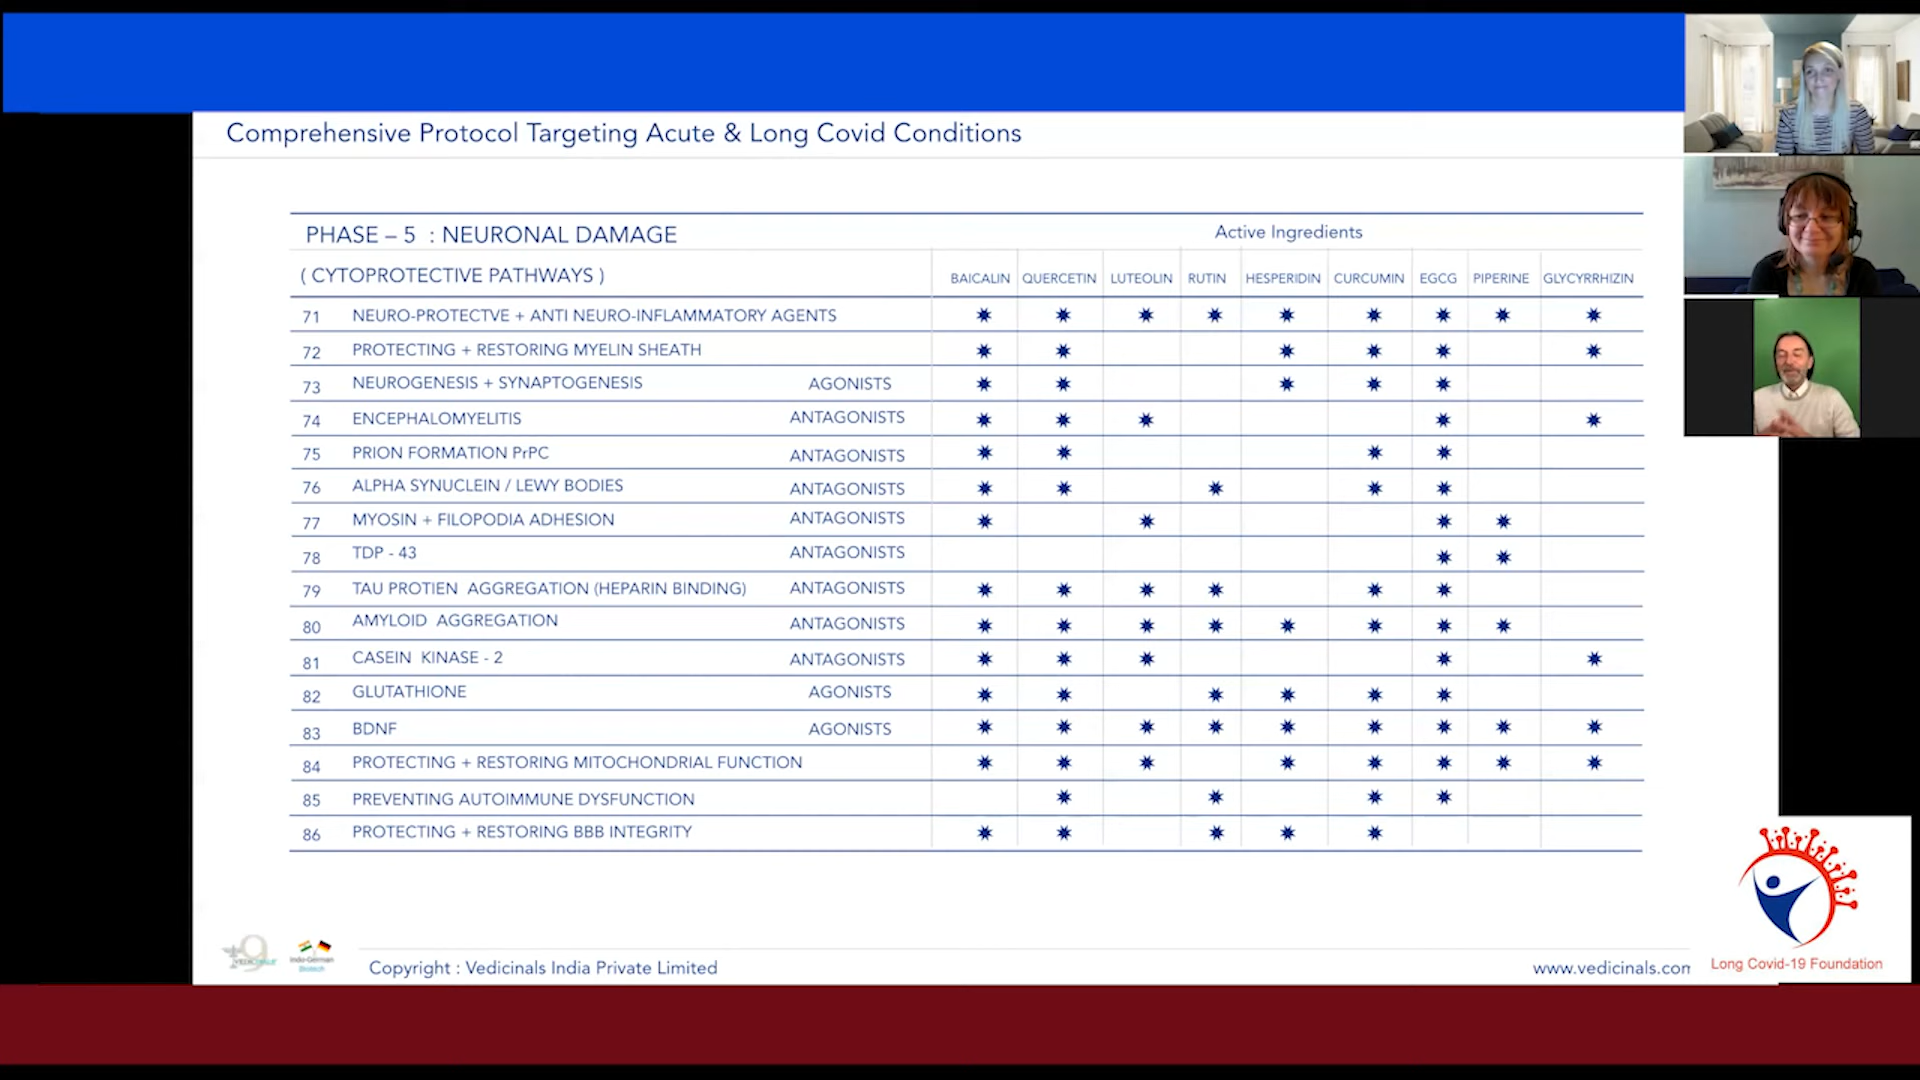 Comprehensive Protocol Targeting Acute & Long Covid Conditions
PHASE – 5 : NEURONAL DAMAGE
Active Ingredients
( CYTOPROTECTIVE PATHWAYS )
BAICALIN QUERCETIN LUTEOLIN RUTIN HESPERIDIN CURCUMIN EGCG PIPERINE GLYCYRRHIZIN
71 NEURO-PROTECTVE + ANTI NEURO-INFLAMMATORY AGENTS
72 PROTECTING + RESTORING MYELIN SHEATH
73 NEUROGENESIS + SYNAPTOGENESIS AGONISTS
74 ENCEPHALOMYELITIS ANTAGONISTS
75 PRION FORMATION PrPC ANTAGONISTS
76 ALPHA SYNUCLEIN / LEWY BODIES ANTAGONISTS
77 MYOSIN + FILOPODIA ADHESION ANTAGONISTS
78 TDP - 43 ANTAGONISTS
79 TAU PROTIEN AGGREGATION (HEPARIN BINDING) ANTAGONISTS
80 AMYLOID AGGREGATION ANTAGONISTS
81 CASEIN KINASE - 2 ANTAGONISTS
82 GLUTATHIONE AGONISTS
83 BDNF AGONISTS
84 PROTECTING + RESTORING MITOCHONDRIAL FUNCTION
85 PREVENTING AUTOIMMUNE DYSFUNCTION
86 PROTECTING + RESTORING BBB INTEGRITY
9
VEDICINALS
Indo-German
Biotech
Copyright : Vedicinals India Private Limited
www.vedicinals.com
Long Covid-19 Foundation